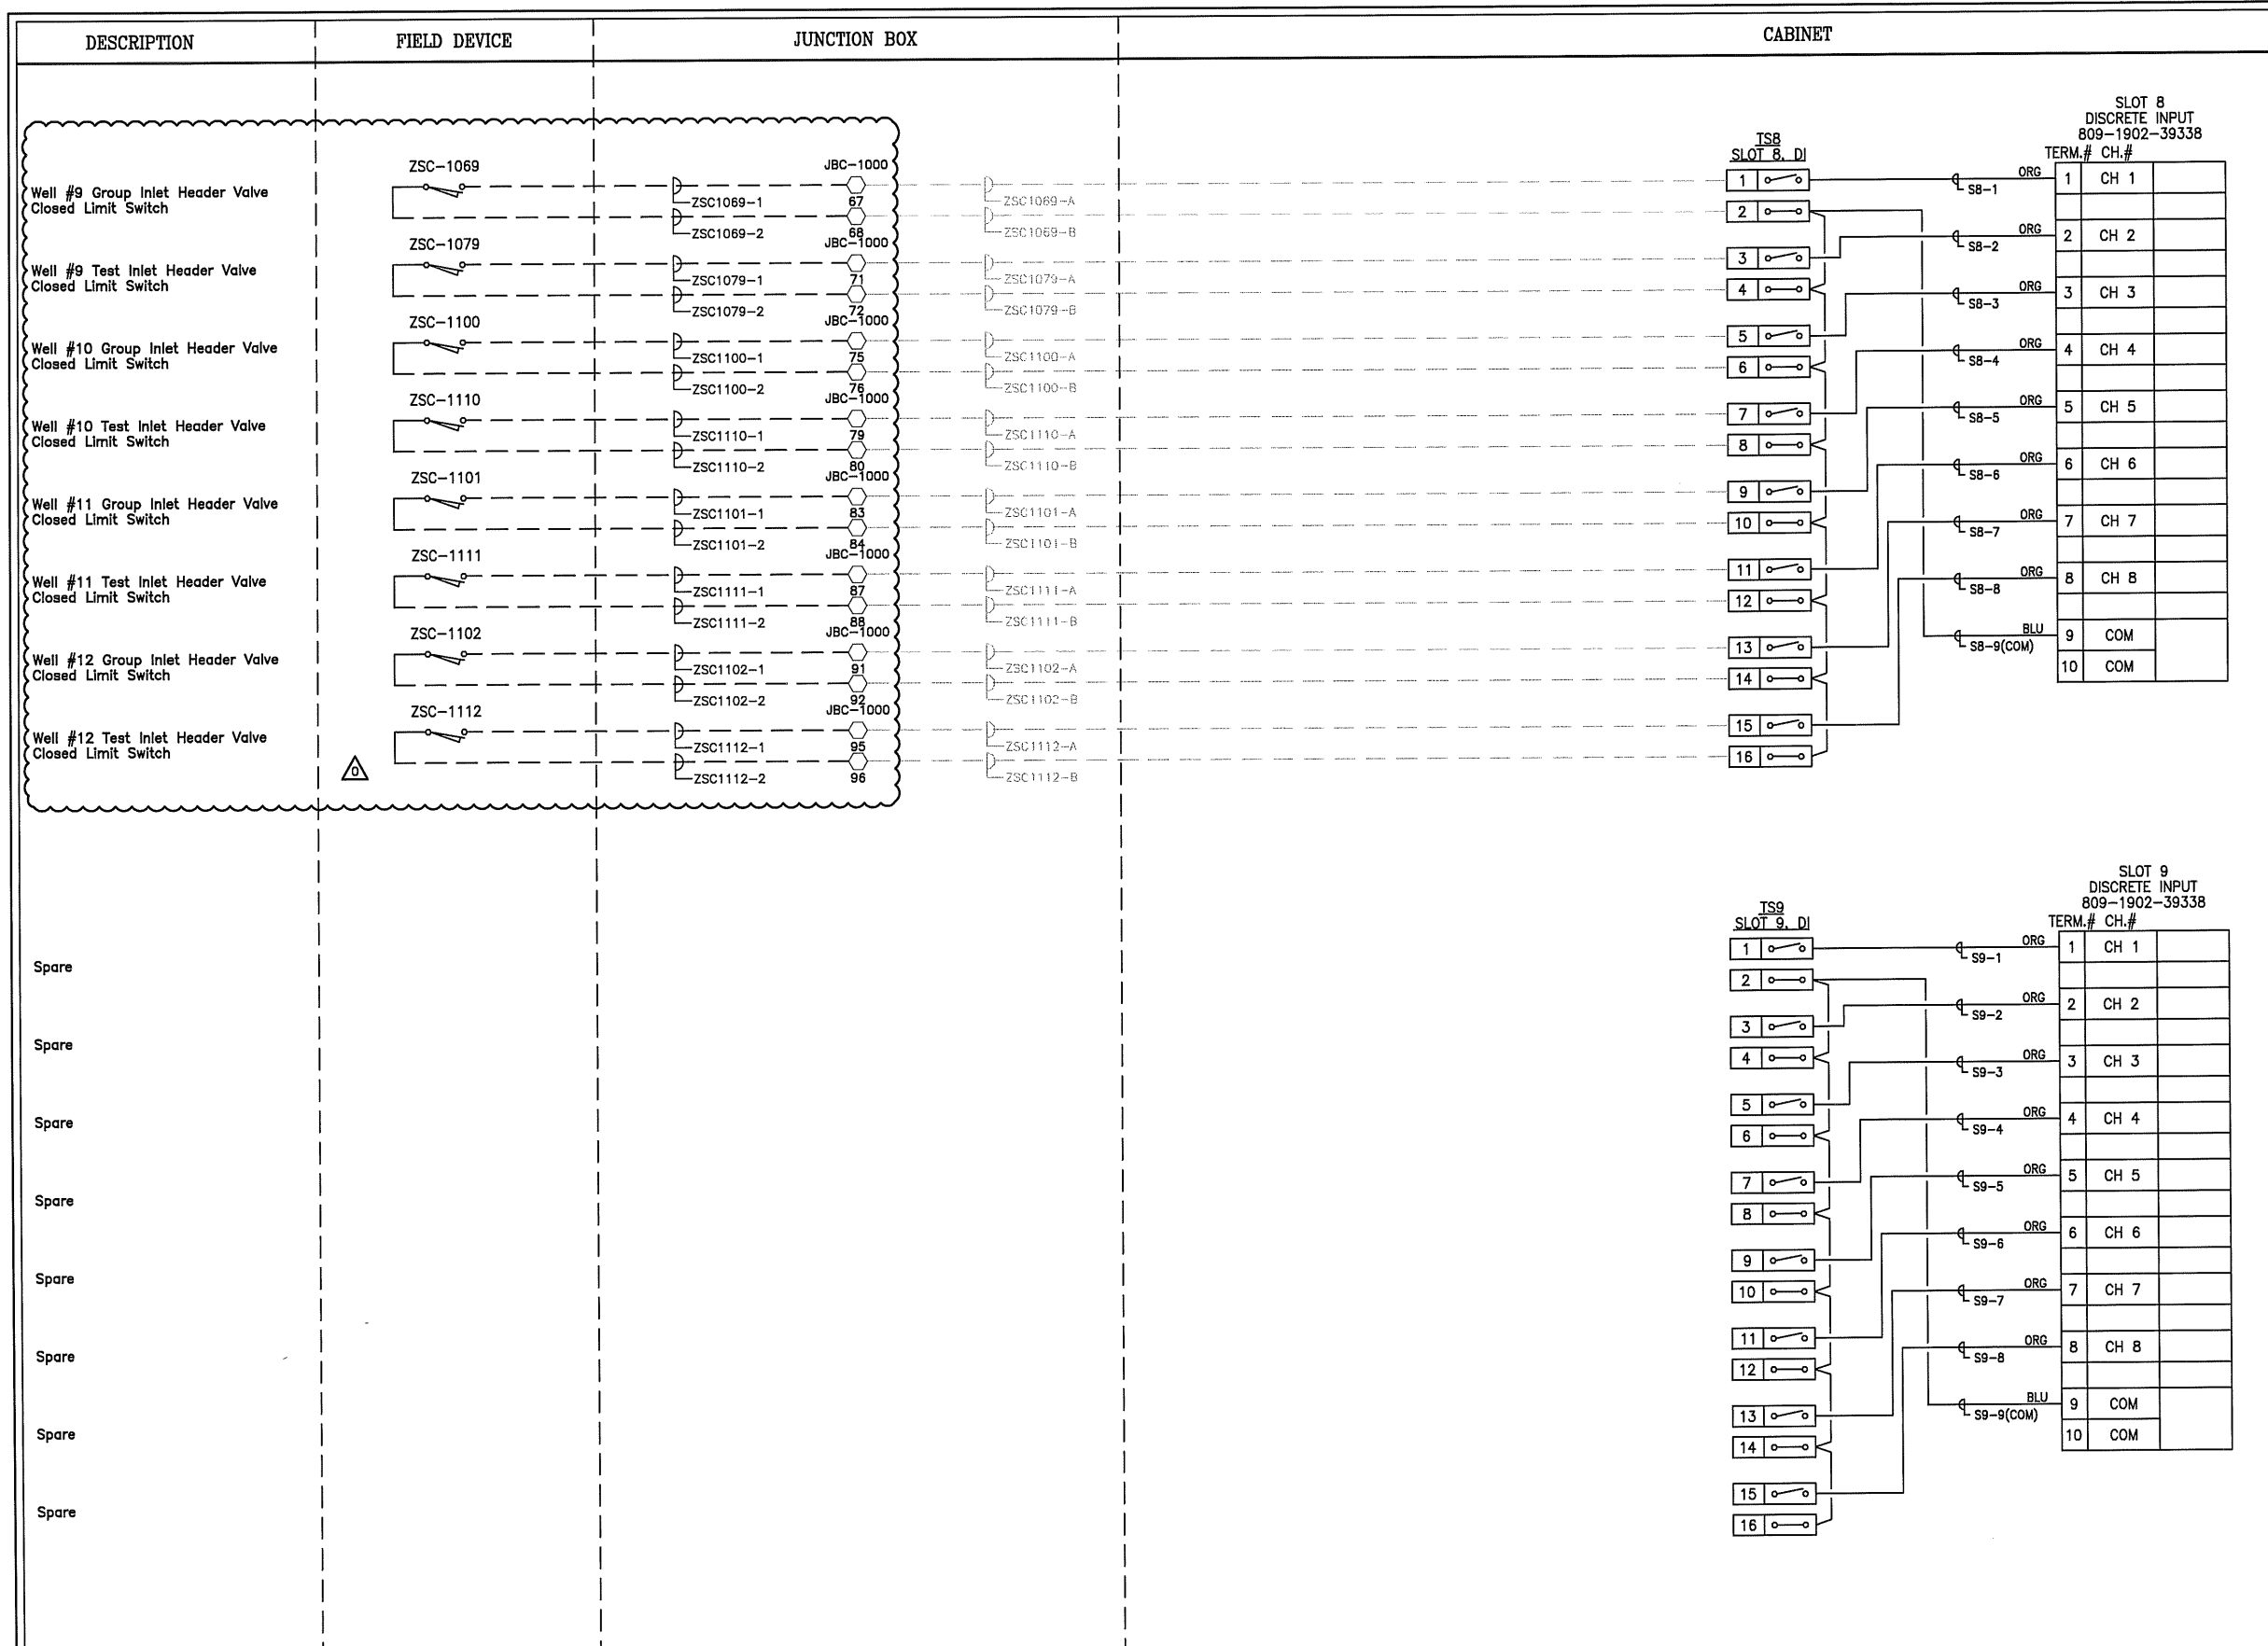 DESCRIPTION
FIELD DEVICE
JUNCTION BOX
CABINET
SLOT 8
DISCRETE INPUT
809-1902-39338
TERM.# CH.#
TS8
SLOT 8, DI
Well #9 Group Inlet Header Valve
Closed Limit Switch
ZSC-1069
JBC-1000
ZSC1069-1
67
ZSC1069-2
68
ZSC1069-A
ZSC1069-B
Well #9 Test Inlet Header Valve
Closed Limit Switch
ZSC-1079
JBC-1000
ZSC1079-1
71
ZSC1079-2
72
ZSC1079-A
ZSC1079-B
Well #10 Group Inlet Header Valve
Closed Limit Switch
ZSC-1100
JBC-1000
ZSC1100-1
75
ZSC1100-2
76
ZSC1100-A
ZSC1100-B
Well #10 Test Inlet Header Valve
Closed Limit Switch
ZSC-1110
JBC-1000
ZSC1110-1
79
ZSC1110-2
80
ZSC1110-A
ZSC1110-B
Well #11 Group Inlet Header Valve
Closed Limit Switch
ZSC-1101
JBC-1000
ZSC1101-1
83
ZSC1101-2
84
ZSC1101-A
ZSC1101-B
Well #11 Test Inlet Header Valve
Closed Limit Switch
ZSC-1111
JBC-1000
ZSC1111-1
87
ZSC1111-2
88
ZSC1111-A
ZSC1111-B
Well #12 Group Inlet Header Valve
Closed Limit Switch
ZSC-1102
JBC-1000
ZSC1102-1
91
ZSC1102-2
92
ZSC1102-A
ZSC1102-B
Well #12 Test Inlet Header Valve
Closed Limit Switch
0
ZSC-1112
JBC-1000
ZSC1112-1
95
ZSC1112-2
96
ZSC1112-A
ZSC1112-B
1
2
3
4
5
6
7
8
9
10
11
12
13
14
15
16
S8-1 ORG 1 CH 1
S8-2 ORG 2 CH 2
S8-3 ORG 3 CH 3
S8-4 ORG 4 CH 4
S8-5 ORG 5 CH 5
S8-6 ORG 6 CH 6
S8-7 ORG 7 CH 7
S8-8 ORG 8 CH 8
S8-9(COM) BLU 9 COM
10 COM
SLOT 9
DISCRETE INPUT
809-1902-39338
TERM.# CH.#
TS9
SLOT 9, DI
Spare
Spare
Spare
Spare
Spare
Spare
Spare
Spare
1
2
3
4
5
6
7
8
9
10
11
12
13
14
15
16
S9-1 ORG 1 CH 1
S9-2 ORG 2 CH 2
S9-3 ORG 3 CH 3
S9-4 ORG 4 CH 4
S9-5 ORG 5 CH 5
S9-6 ORG 6 CH 6
S9-7 ORG 7 CH 7
S9-8 ORG 8 CH 8
S9-9(COM) BLU 9 COM
10 COM